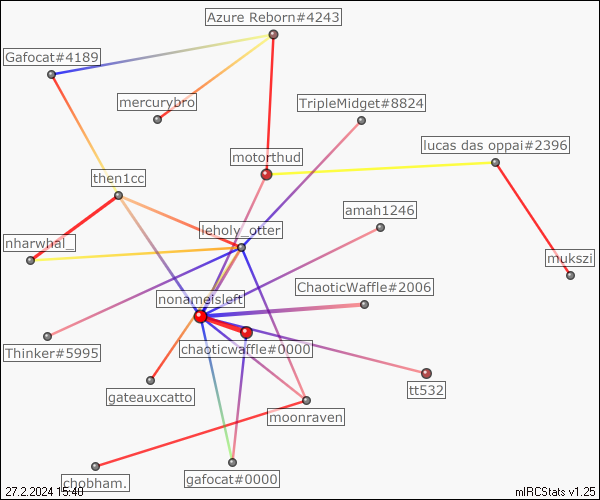 Azure Reborn#4243
Gafocat#4189
mercurybro
TripleMidget#8824
lucas das oppai#2396
motorthud
then1cc
amah1246
leholy_otter
nharwhal_
mukszi
ChaoticWaffle#2006
nonameisleft
Thinker#5995
chaoticwaffle#0000
tt532
gateauxcatto
moonraven
chobham.
gafocat#0000
27.2.2024 15:40
mIRCStats v1.25